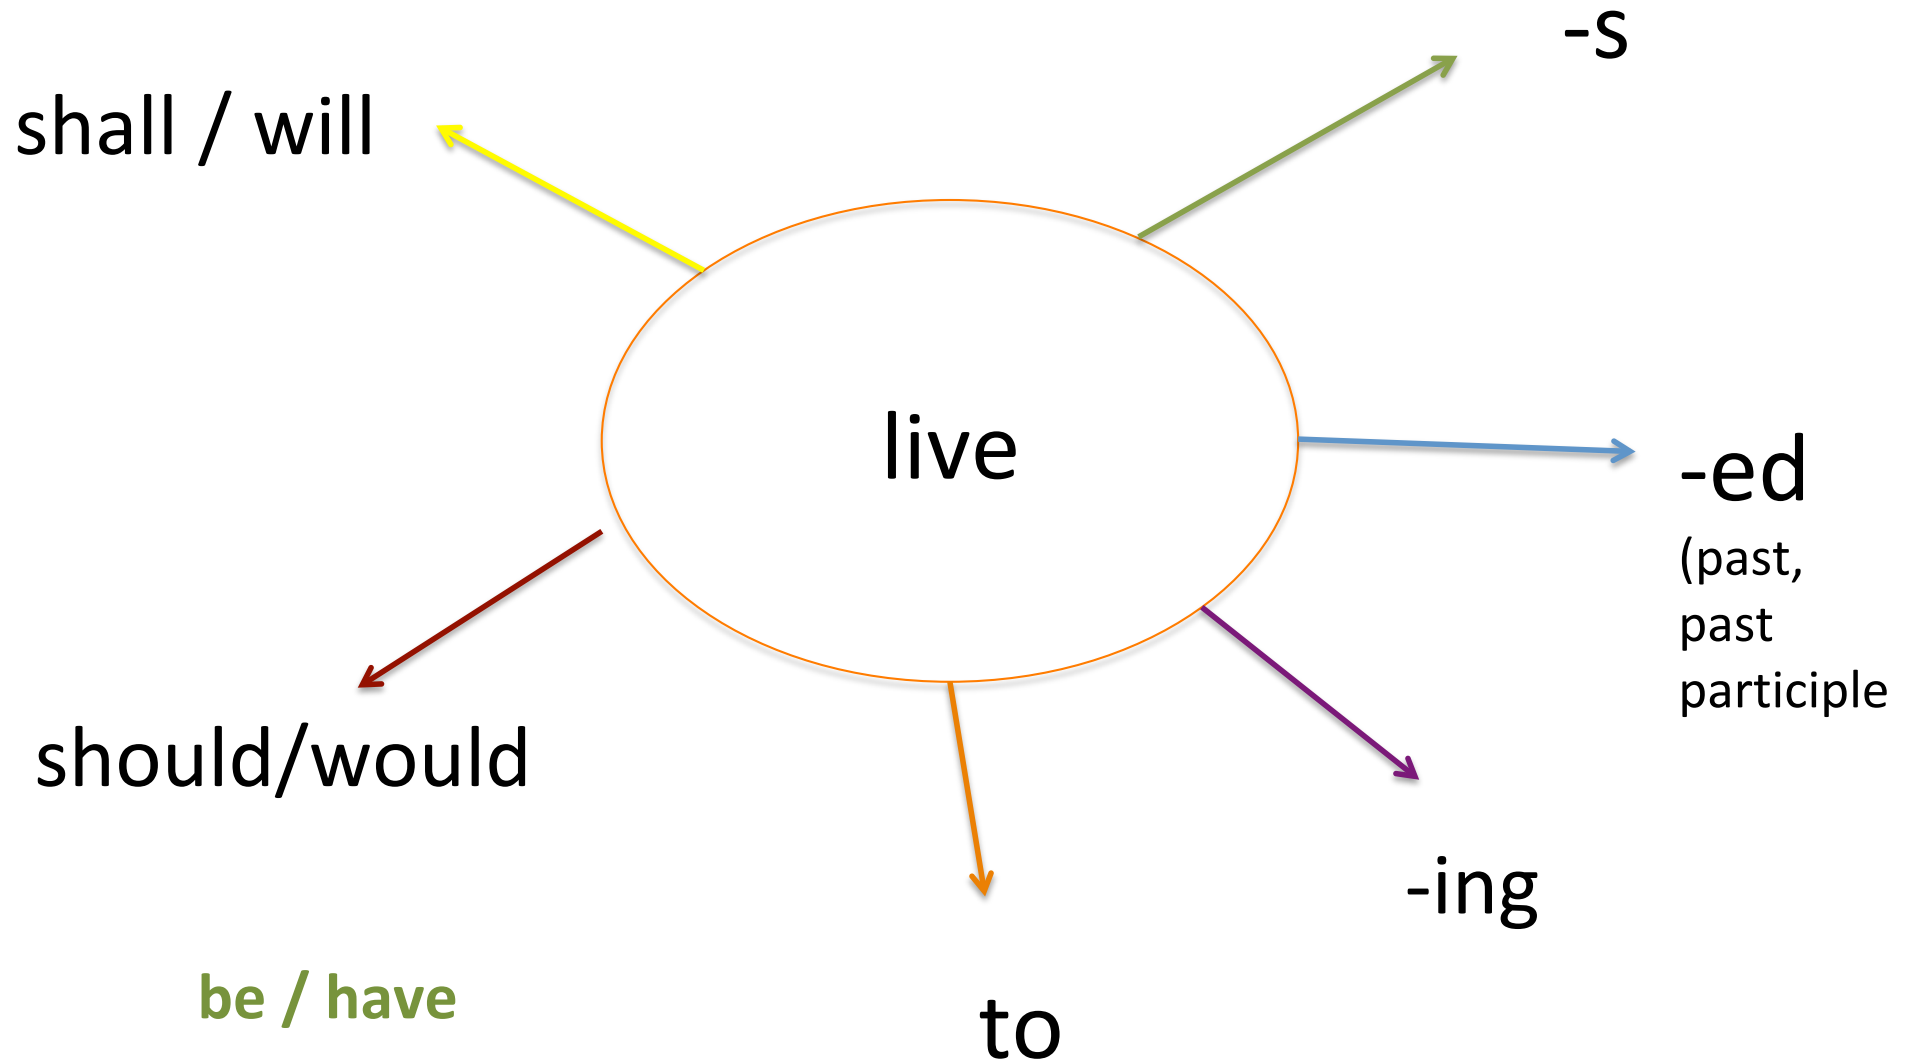 -s
shall / will
live
-ed
(past,
past
participle
should/would
-ing
be / have
to